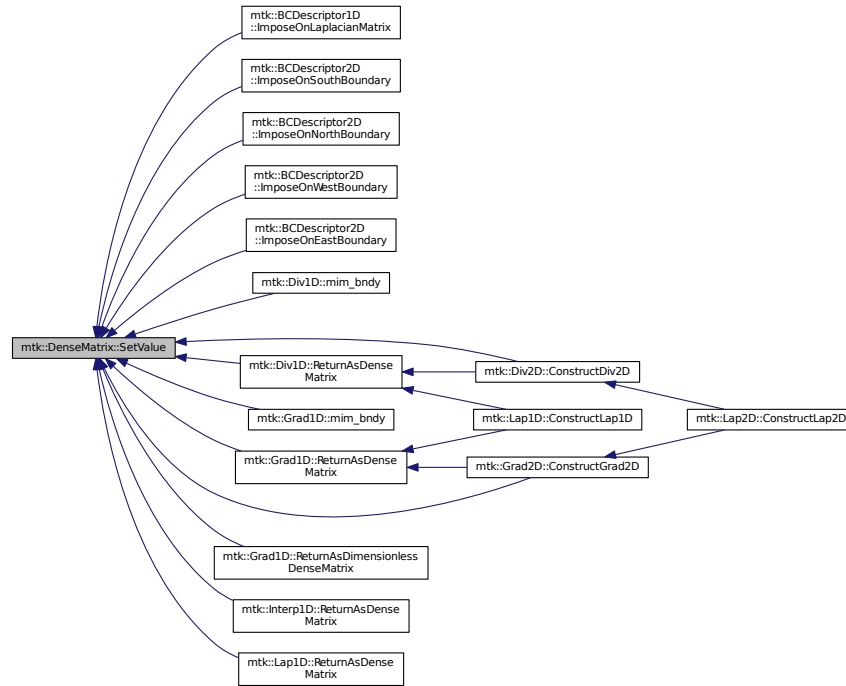 mtk::BCDescriptor1D
::ImposeOnLaplacianMatrix
mtk::BCDescriptor2D
::ImposeOnSouthBoundary
mtk::BCDescriptor2D
::ImposeOnNorthBoundary
mtk::BCDescriptor2D
::ImposeOnWestBoundary
mtk::BCDescriptor2D
::ImposeOnEastBoundary
mtk::Div1D::mim_bndy
mtk::DenseMatrix::SetValue
mtk::Div1D::ReturnAsDense
Matrix
mtk::Div2D::ConstructDiv2D
mtk::Grad1D::mim_bndy
mtk::Lap1D::ConstructLap1D
mtk::Lap2D::ConstructLap2D
mtk::Grad1D::ReturnAsDense
Matrix
mtk::Grad2D::ConstructGrad2D
mtk::Grad1D::ReturnAsDimensionless
DenseMatrix
mtk::Interp1D::ReturnAsDense
Matrix
mtk::Lap1D::ReturnAsDense
Matrix